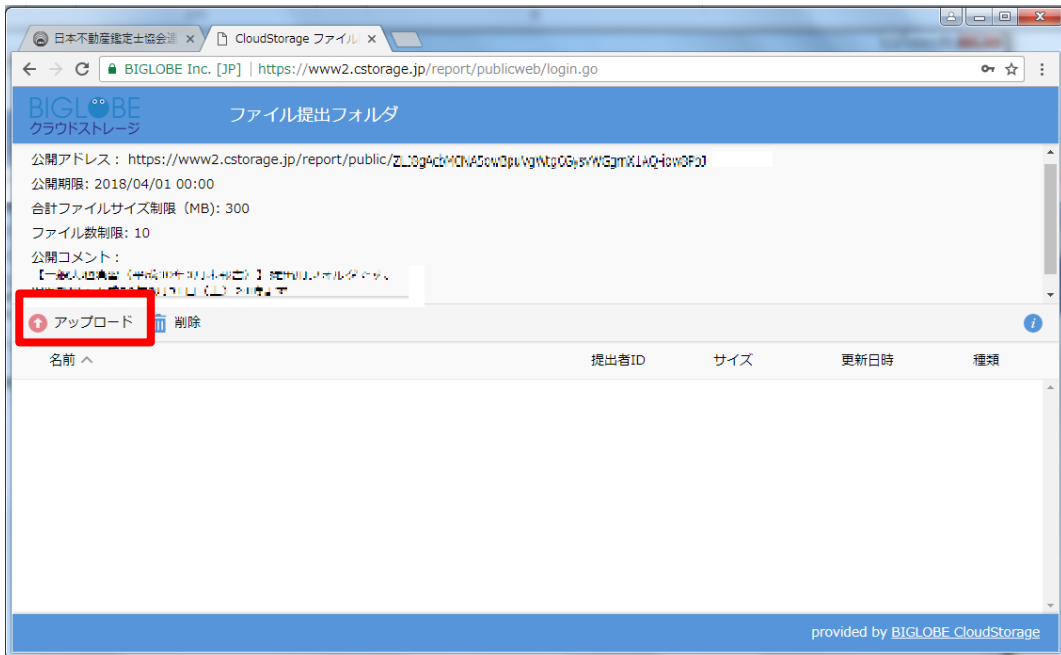 日本不動産鑑定士協会連
CloudStorage ファイル
BIGLOBE Inc. [JP] | https://www2.cstorage.jp/report/publicweb/login.go
BIGLOBE
クラウドストレージ
ファイル提出フォルダ
公開アドレス： https://www2.cstorage.jp/report/public/
公開期限: 2018/04/01 00:00
合計ファイルサイズ制限（MB): 300
ファイル数制限: 10
公開コメント：
アップロード 削除
名前 提出者ID サイズ 更新日時 種類
provided by BIGLOBE CloudStorage